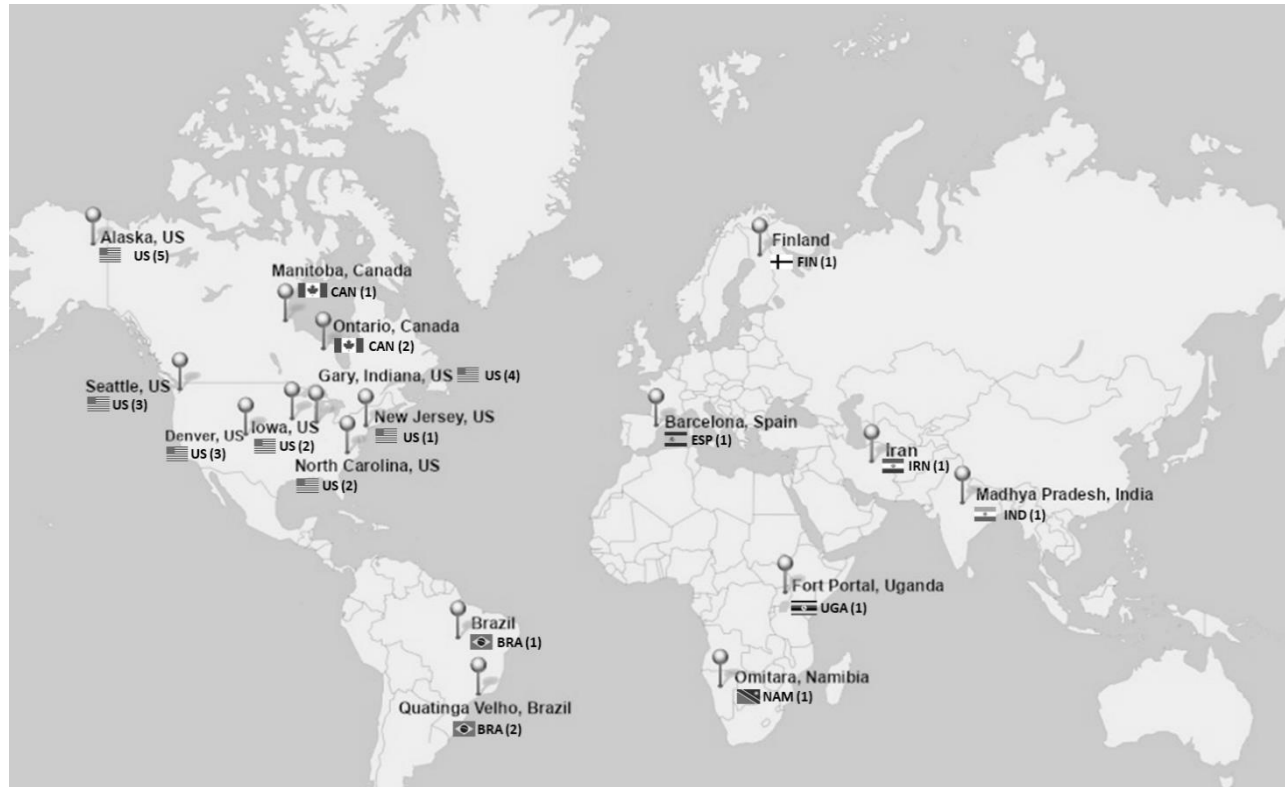 Alaska, US
US (5)
Manitoba, Canada
CAN (1)
Ontario, Canada
CAN (2)
Gary, Indiana, US US (4)
Seattle, US
US (3)
Denver, US
US (3)
Iowa, US
US (2)
New Jersey, US
US (1)
North Carolina, US
US (2)
Brazil
BRA (1)
Quatinga Velho, Brazil
BRA (2)
Finland
FIN (1)
Barcelona, Spain
ESP (1)
Iran
IRN (1)
Madhya Pradesh, India
IND (1)
Fort Portal, Uganda
UGA (1)
Omitara, Namibia
NAM (1)